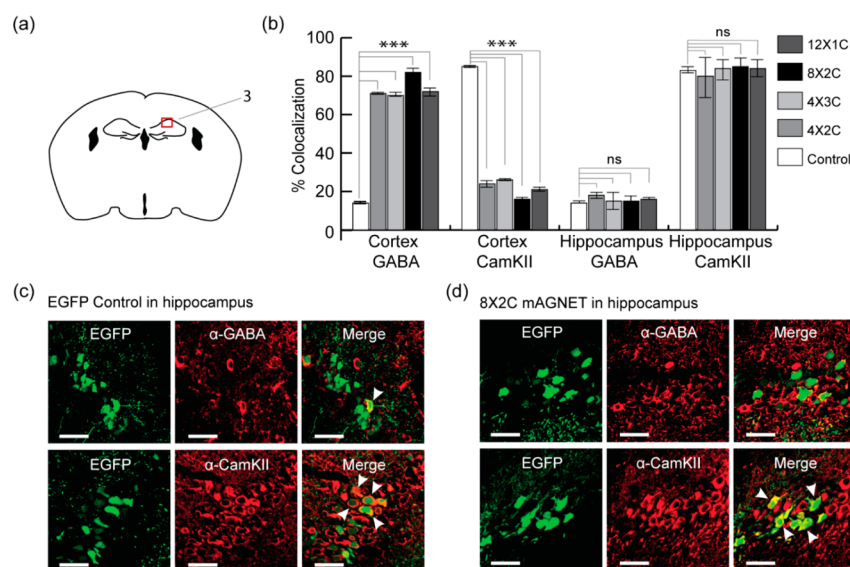 (a)
3
(b)
% Colocalization
100
80
60
40
20
0
***
***
ns
ns
Cortex
GABA
Cortex
CamKII
Hippocampus
GABA
Hippocampus
CamKII
12X1C
8X2C
4X3C
4X2C
Control
(c)
EGFP Control in hippocampus
EGFP
α-GABA
Merge
EGFP
α-CamKII
Merge
(d)
8X2C mAGNET in hippocampus
EGFP
α-GABA
Merge
EGFP
α-CamKII
Merge